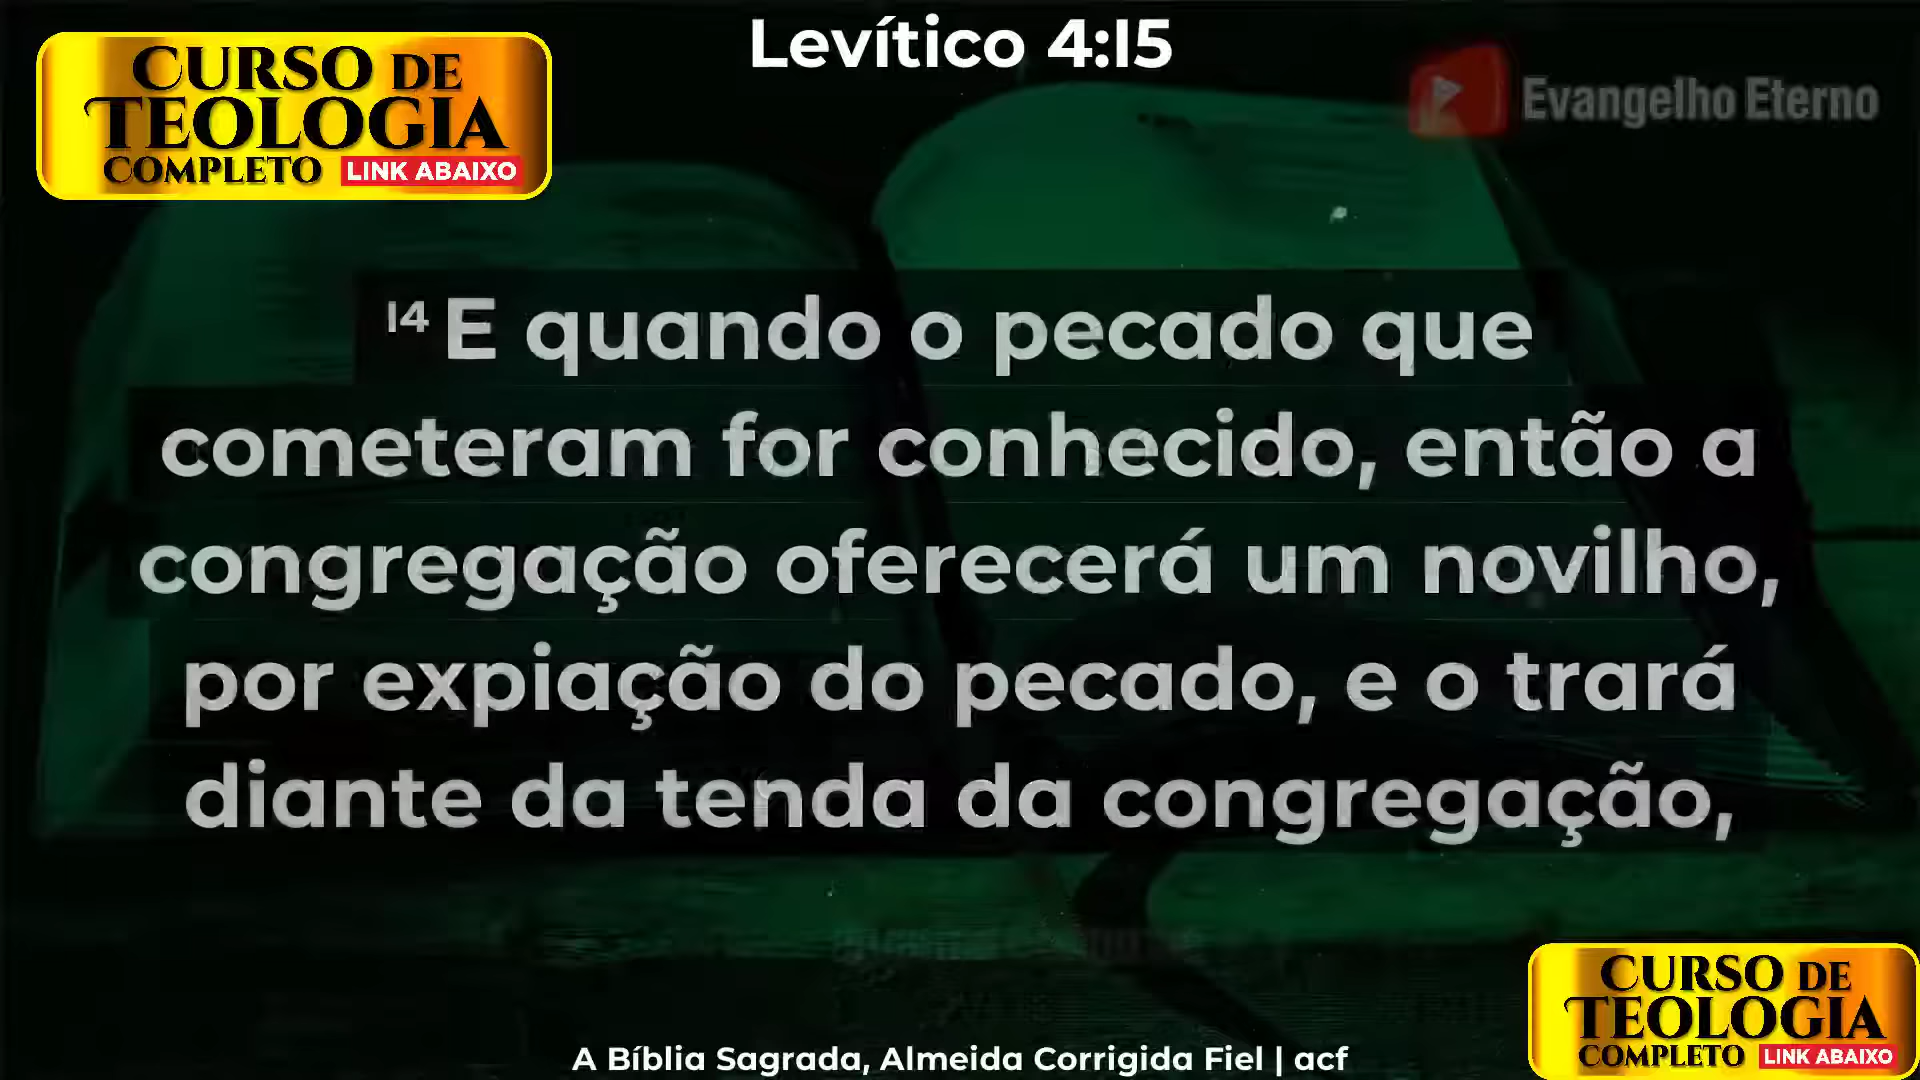 Levítico 4:15
CURSO DE
TEOLOGIA
COMPLETO LINK ABAIXO
Evangelho Eterno
14 E quando o pecado que
cometeram for conhecido, então a
congregação oferecerá um novilho,
por expiação do pecado, e o trará
diante da tenda da congregação,
A Bíblia Sagrada, Almeida Corrigida Fiel | acf
CURSO DE
TEOLOGIA
COMPLETO LINK ABAIXO